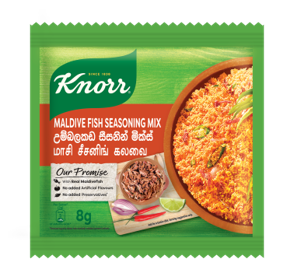 SINCE 1838
Knorr
MALDIVE FISH SEASONING MIX
උම්බලකඩ සීසනින් මික්ස්
மாசி சீசனிங் கலவை
Our Promise
With Real Maldivefish
No added Artificial Flavours
No added Preservatives
8g